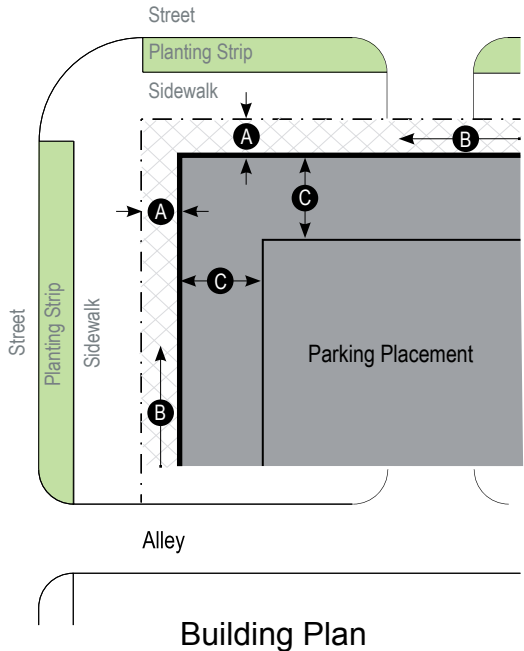 Street
Planting Strip
Sidewalk
A
B
A
C
C
Street
Planting Strip
Sidewalk
Parking Placement
B
Alley
Building Plan